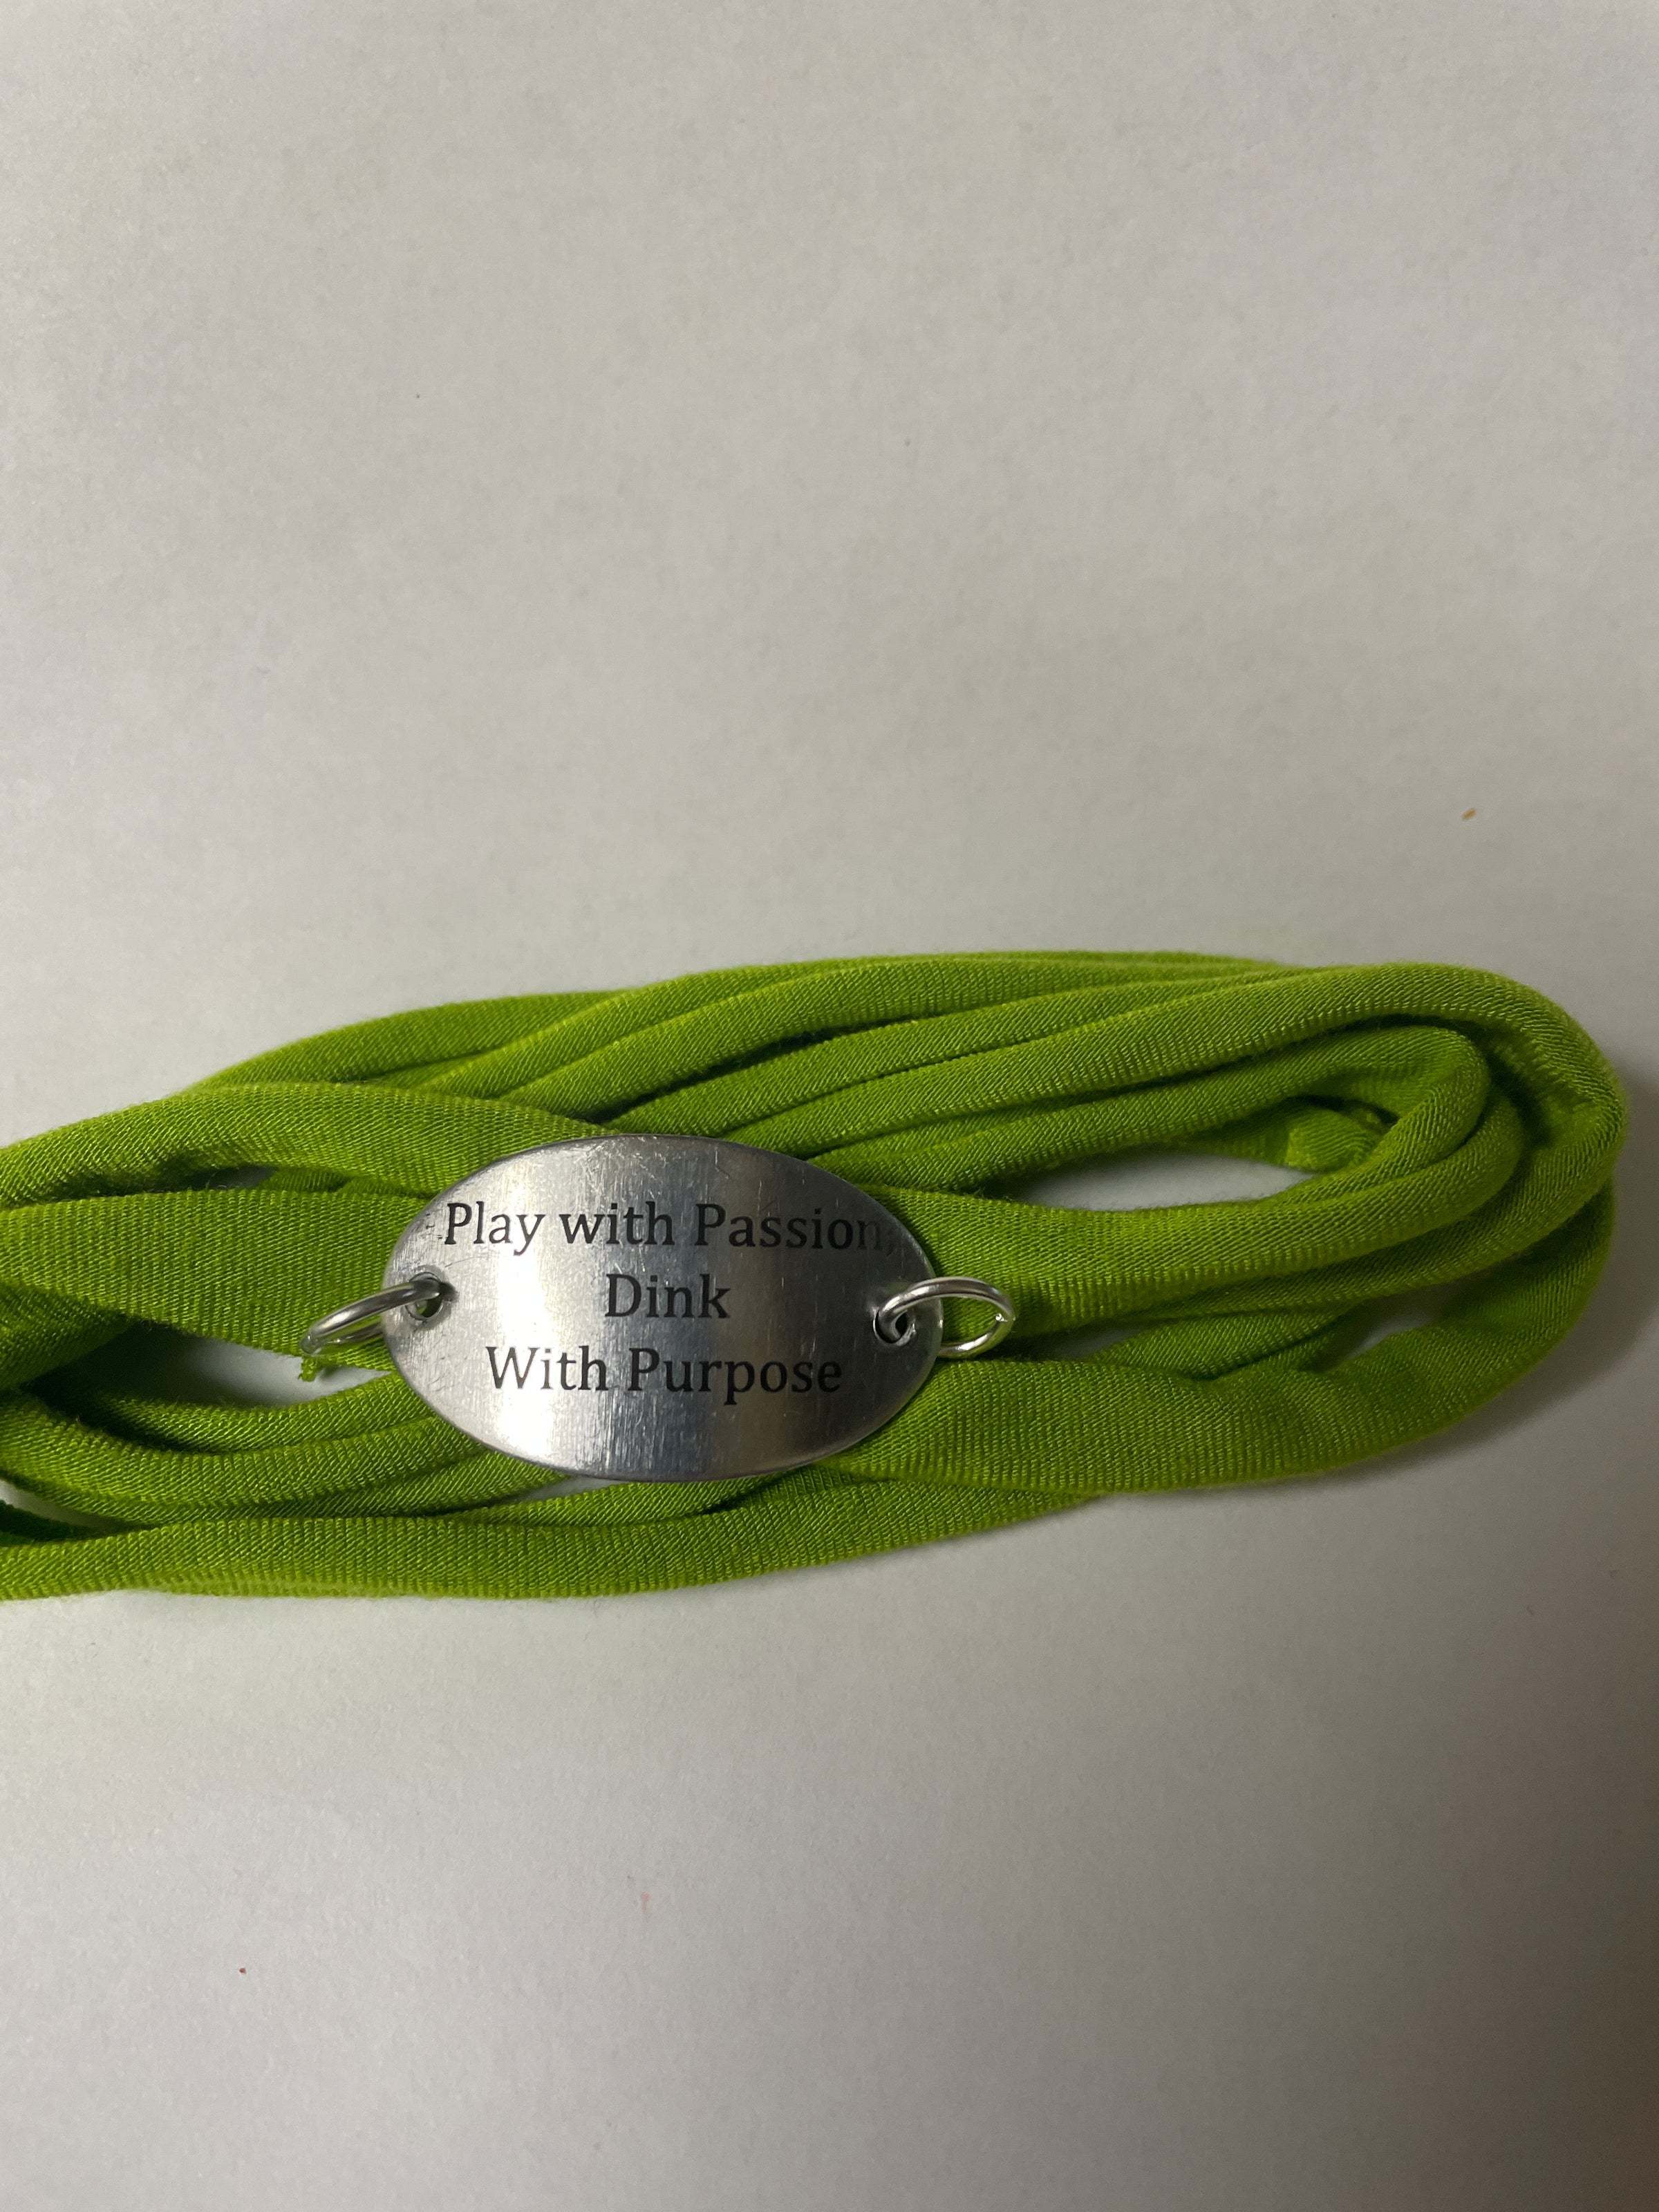 Play with Passion,
Dink
With Purpose